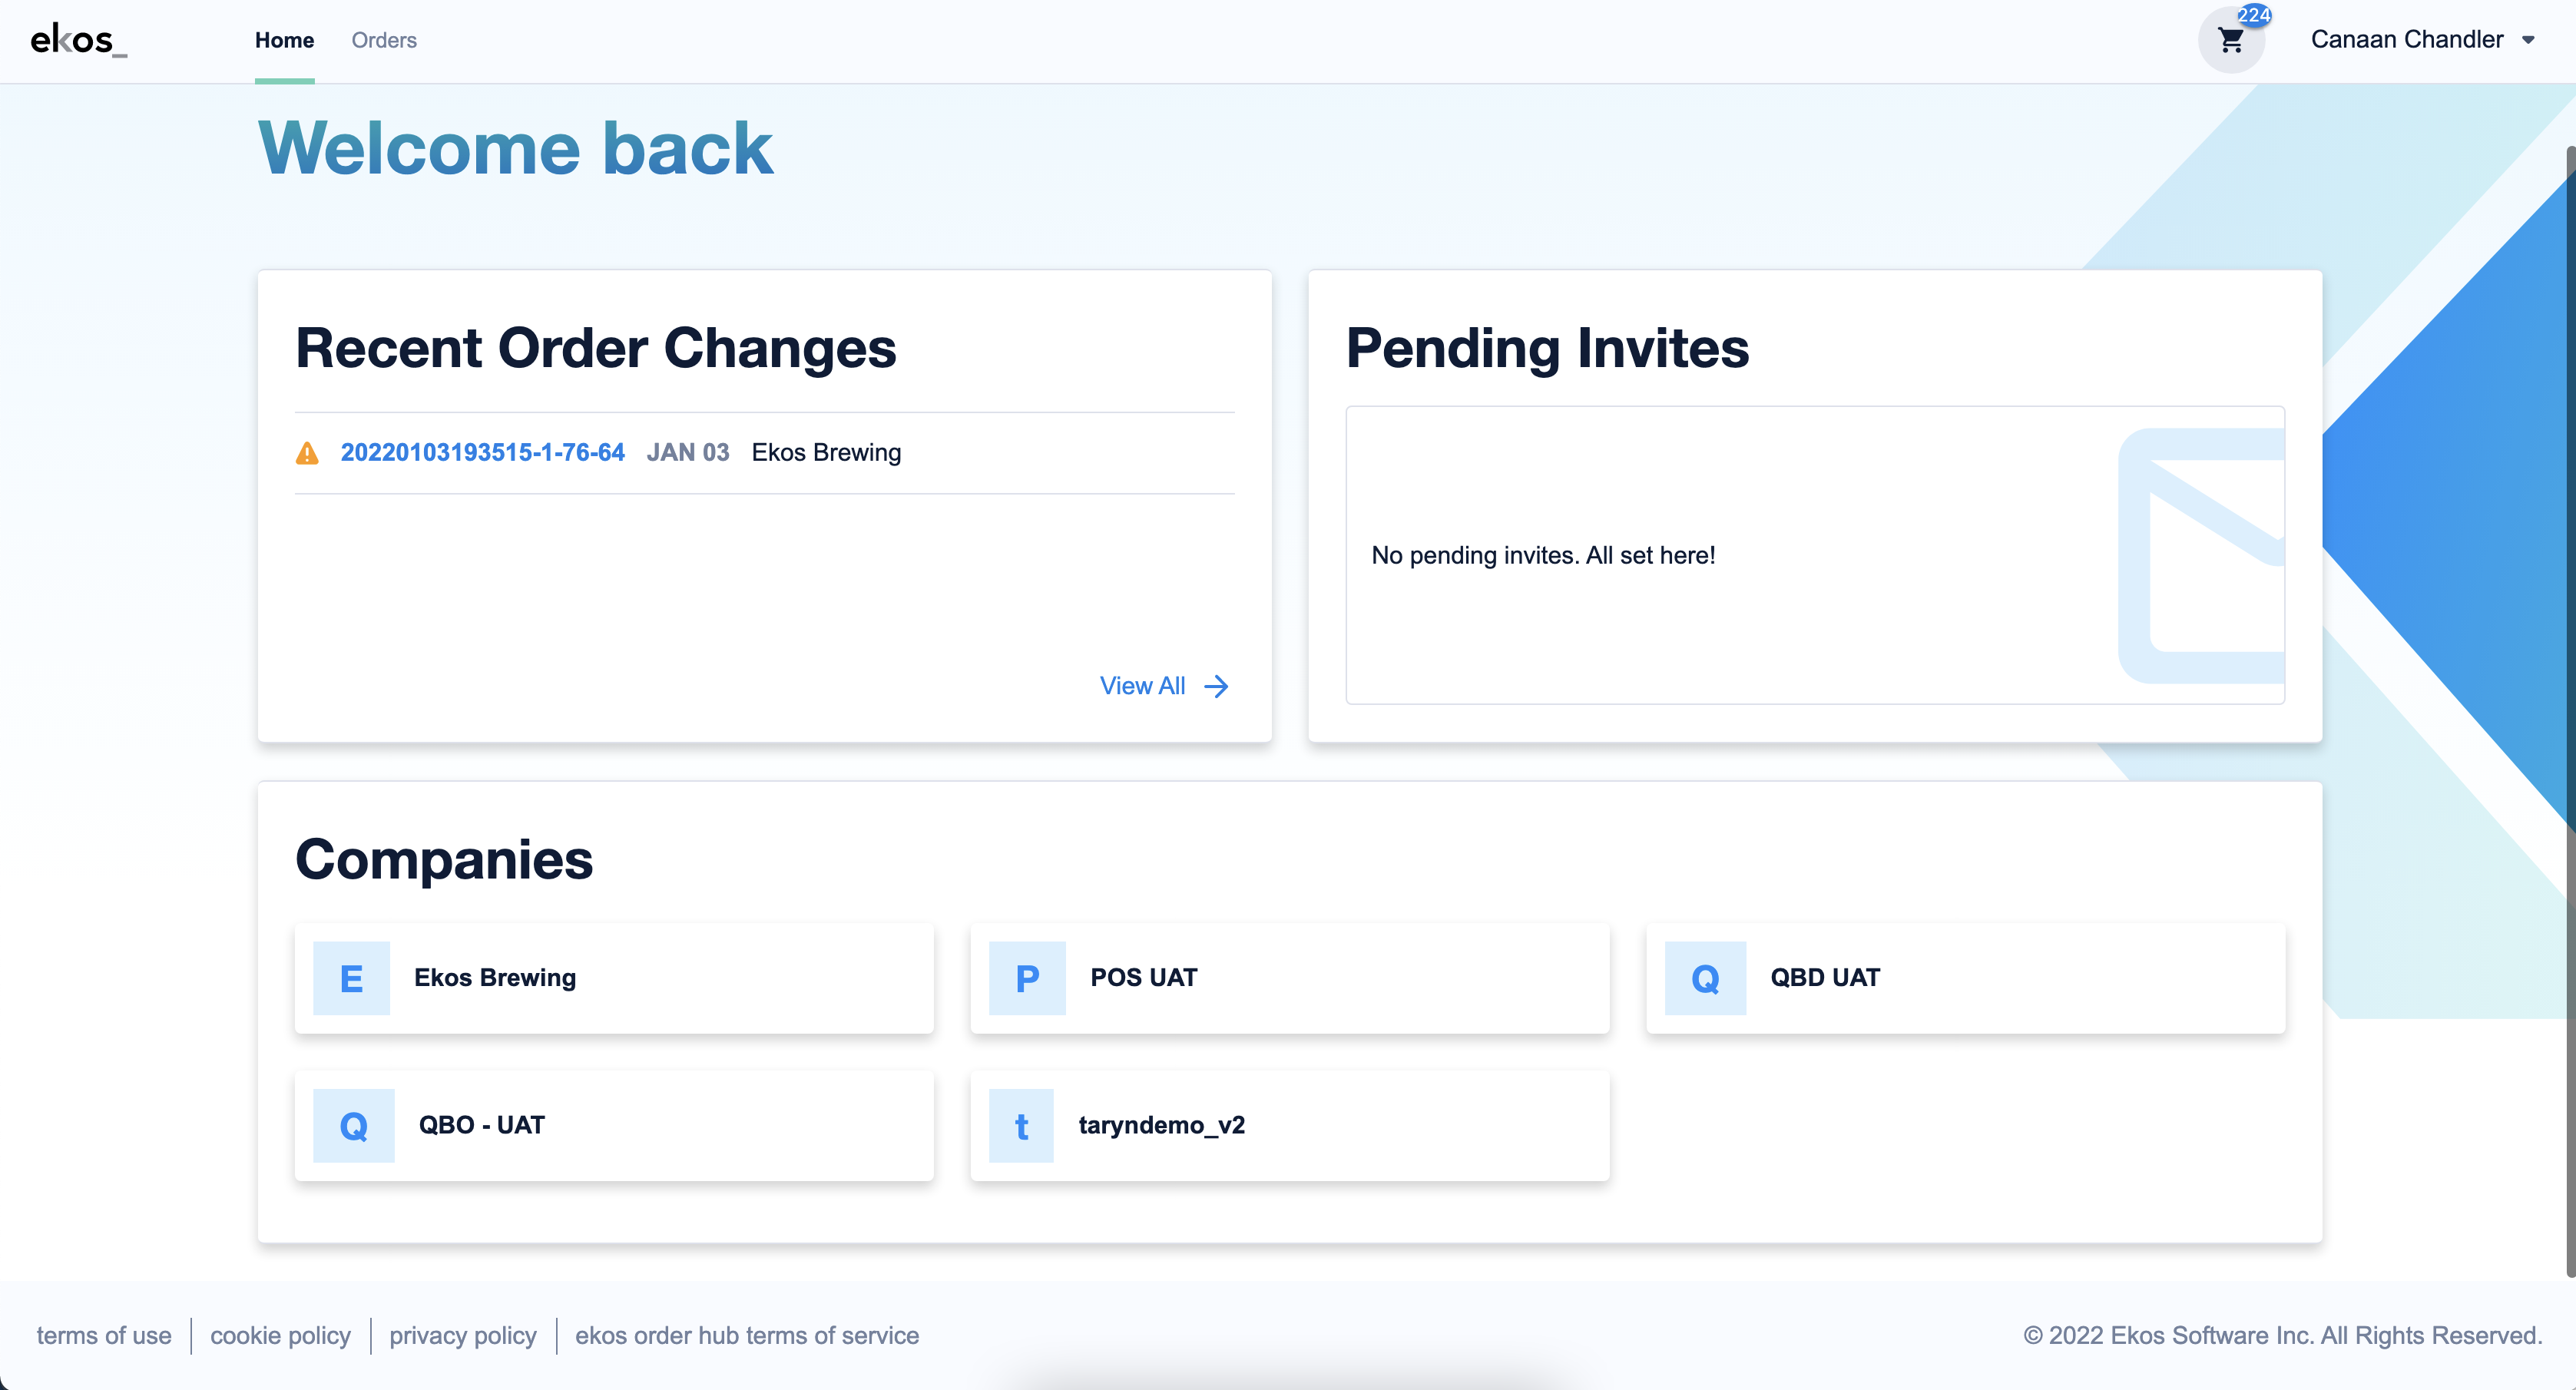 ekos_
Home Orders
224
Canaan Chandler
Welcome back
Recent Order Changes
20220103193515-1-76-64 JAN 03 Ekos Brewing
View All
Pending Invites
No pending invites. All set here!
Companies
E Ekos Brewing
P POS UAT
Q QBD UAT
Q QBO - UAT
t taryndemo_v2
terms of use cookie policy privacy policy ekos order hub terms of service
© 2022 Ekos Software Inc. All Rights Reserved.